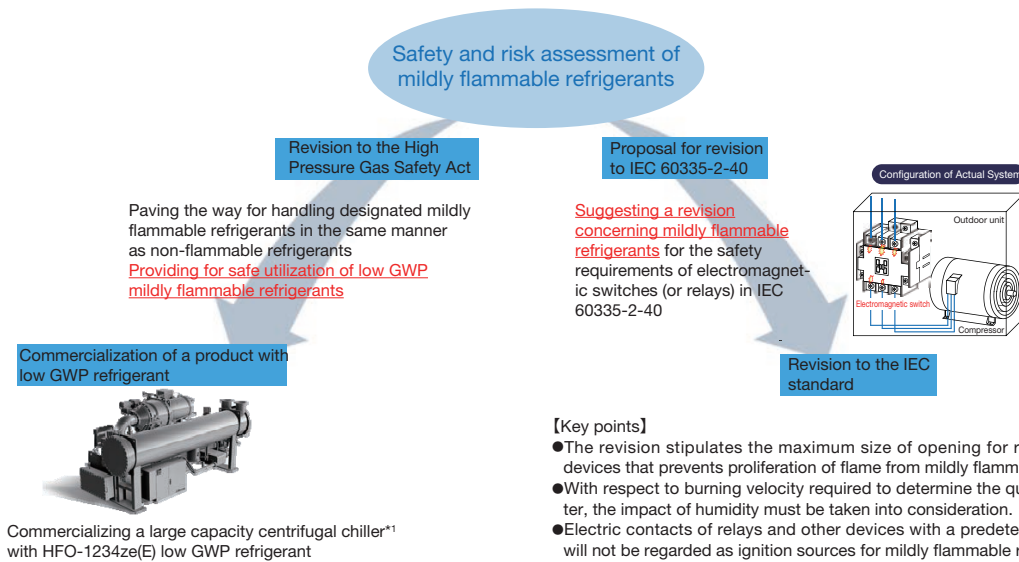 Safety and risk assessment of
mildly flammable refrigerants
Revision to the High
Pressure Gas Safety Act
Paving the way for handling designated mildly
flammable refrigerants in the same manner
as non-flammable refrigerants
Providing for safe utilization of low GWP
mildly flammable refrigerants
Commercialization of a product with
low GWP refrigerant
Commercializing a large capacity centrifugal chiller*1
with HFO-1234ze(E) low GWP refrigerant
Proposal for revision
to IEC 60335-2-40
Suggesting a revision
concerning mildly flammable
refrigerants for the safety
requirements of electromagnet-
ic switches (or relays) in IEC
60335-2-40
Configuration of Actual System
Outdoor unit
Electromagnetic switch
Compressor
Revision to the IEC
standard
【Key points】
●The revision stipulates the maximum size of opening for
devices that prevents proliferation of flame from mildly
●With respect to burning velocity required to determine the
ter, the impact of humidity must be taken into consideration.
●Electric contacts of relays and other devices with a
will not be regarded as ignition sources for mildly flammable